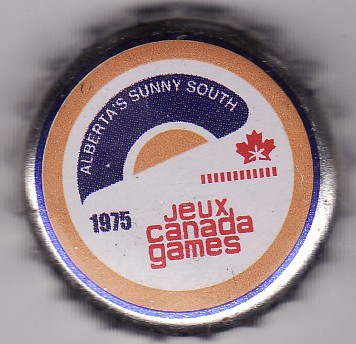 ALBERTA'S SUNNY SOUTH
1975
jeux
canada
games